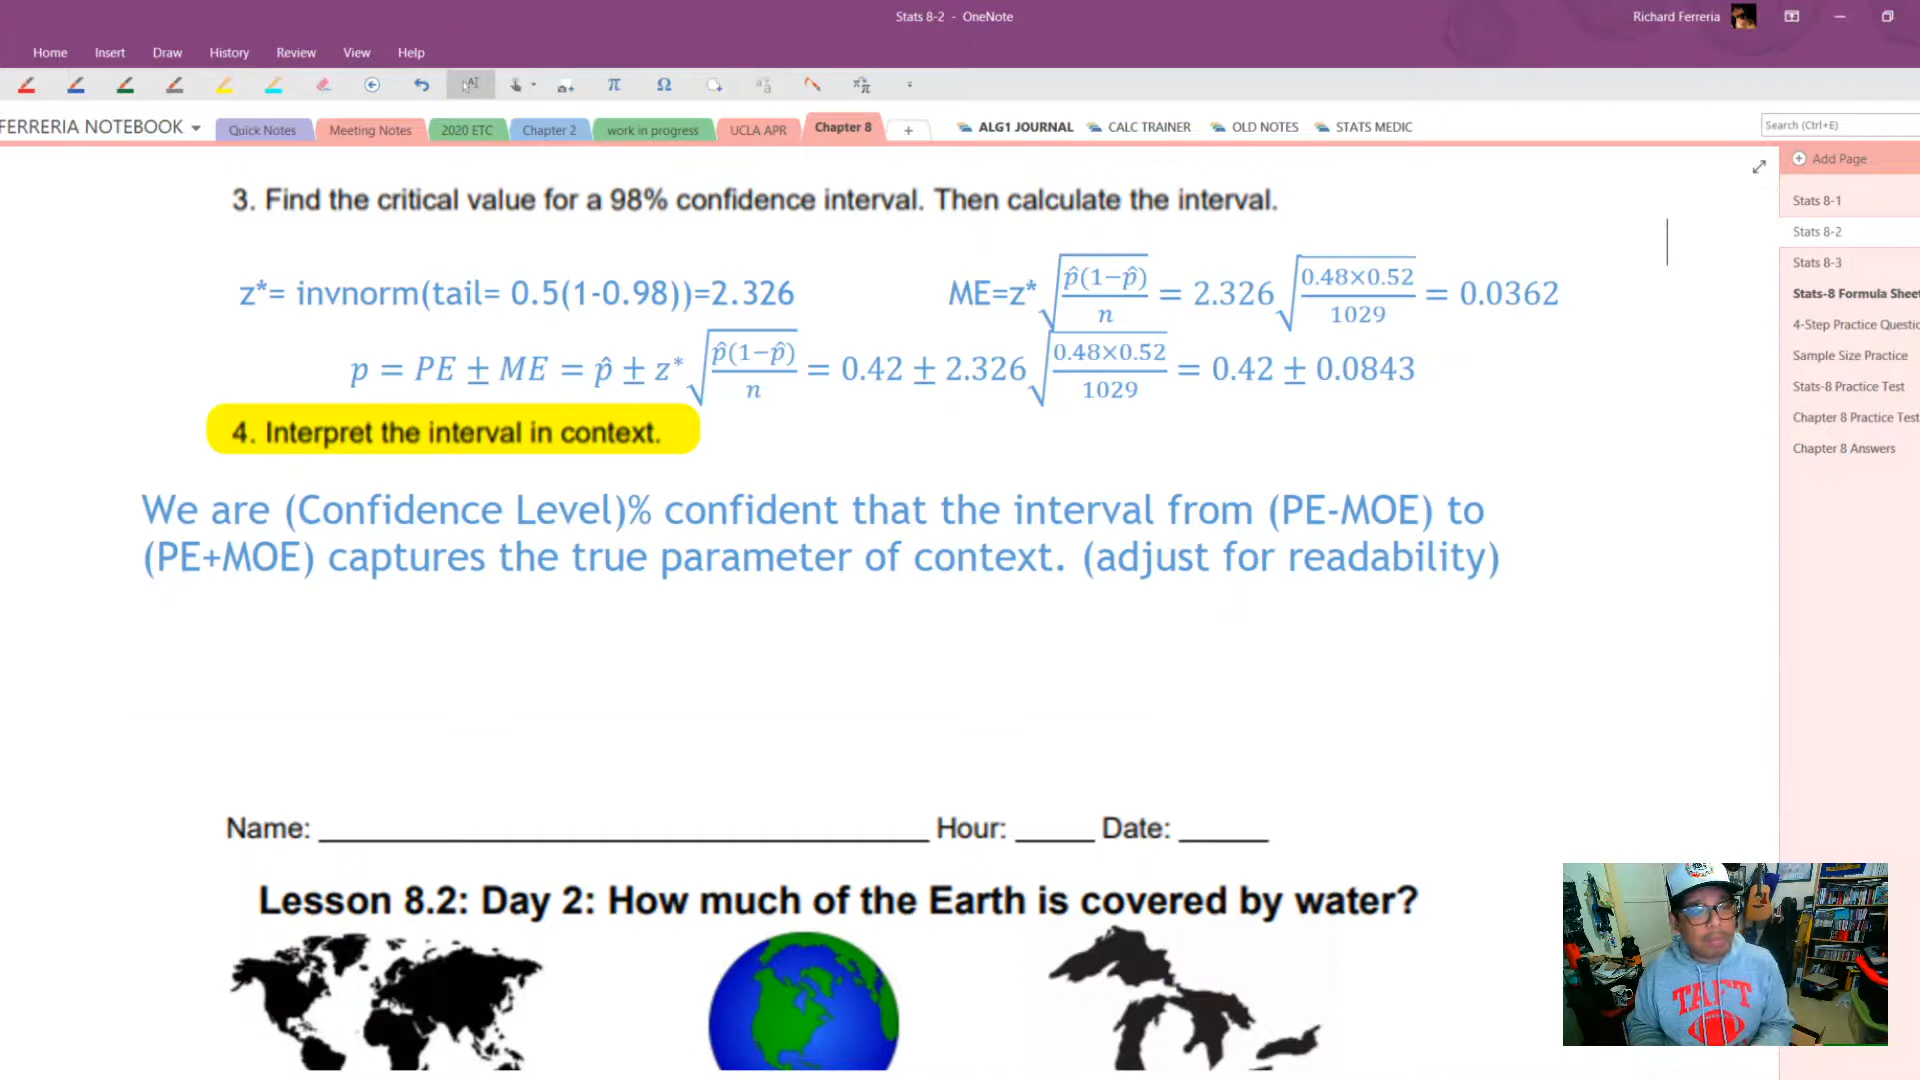 Stats 8-2 - OneNote
Richard Ferreria
Home Insert Draw History Review View Help
FERRERIA NOTEBOOK
Quick Notes Meeting Notes 2020 ETC Chapter 2 work in progress UCLA APR Chapter 8 + ALG1 JOURNAL CALC TRAINER OLD NOTES STATS MEDIC
Search (Ctrl+E)
Add Page
Stats 8-1
Stats 8-2
Stats 8-3
Stats-8 Formula Sheet
4-Step Practice Questio
Sample Size Practice
Stats-8 Practice Test
Chapter 8 Practice Test
Chapter 8 Answers
3. Find the critical value for a 98% confidence interval. Then calculate the interval.
z*= invnorm(tail= 0.5(1-0.98))=2.326
ME=z* √(p̂(1−p̂)/n) = 2.326 √(0.48×0.52/1029) = 0.0362
p = PE ± ME = p̂ ± z* √(p̂(1−p̂)/n) = 0.42 ± 2.326 √(0.48×0.52/1029) = 0.42 ± 0.0843
4. Interpret the interval in context.
We are (Confidence Level)% confident that the interval from (PE-MOE) to
(PE+MOE) captures the true parameter of context. (adjust for readability)
Name: Hour: Date:
Lesson 8.2: Day 2: How much of the Earth is covered by water?
TAFT